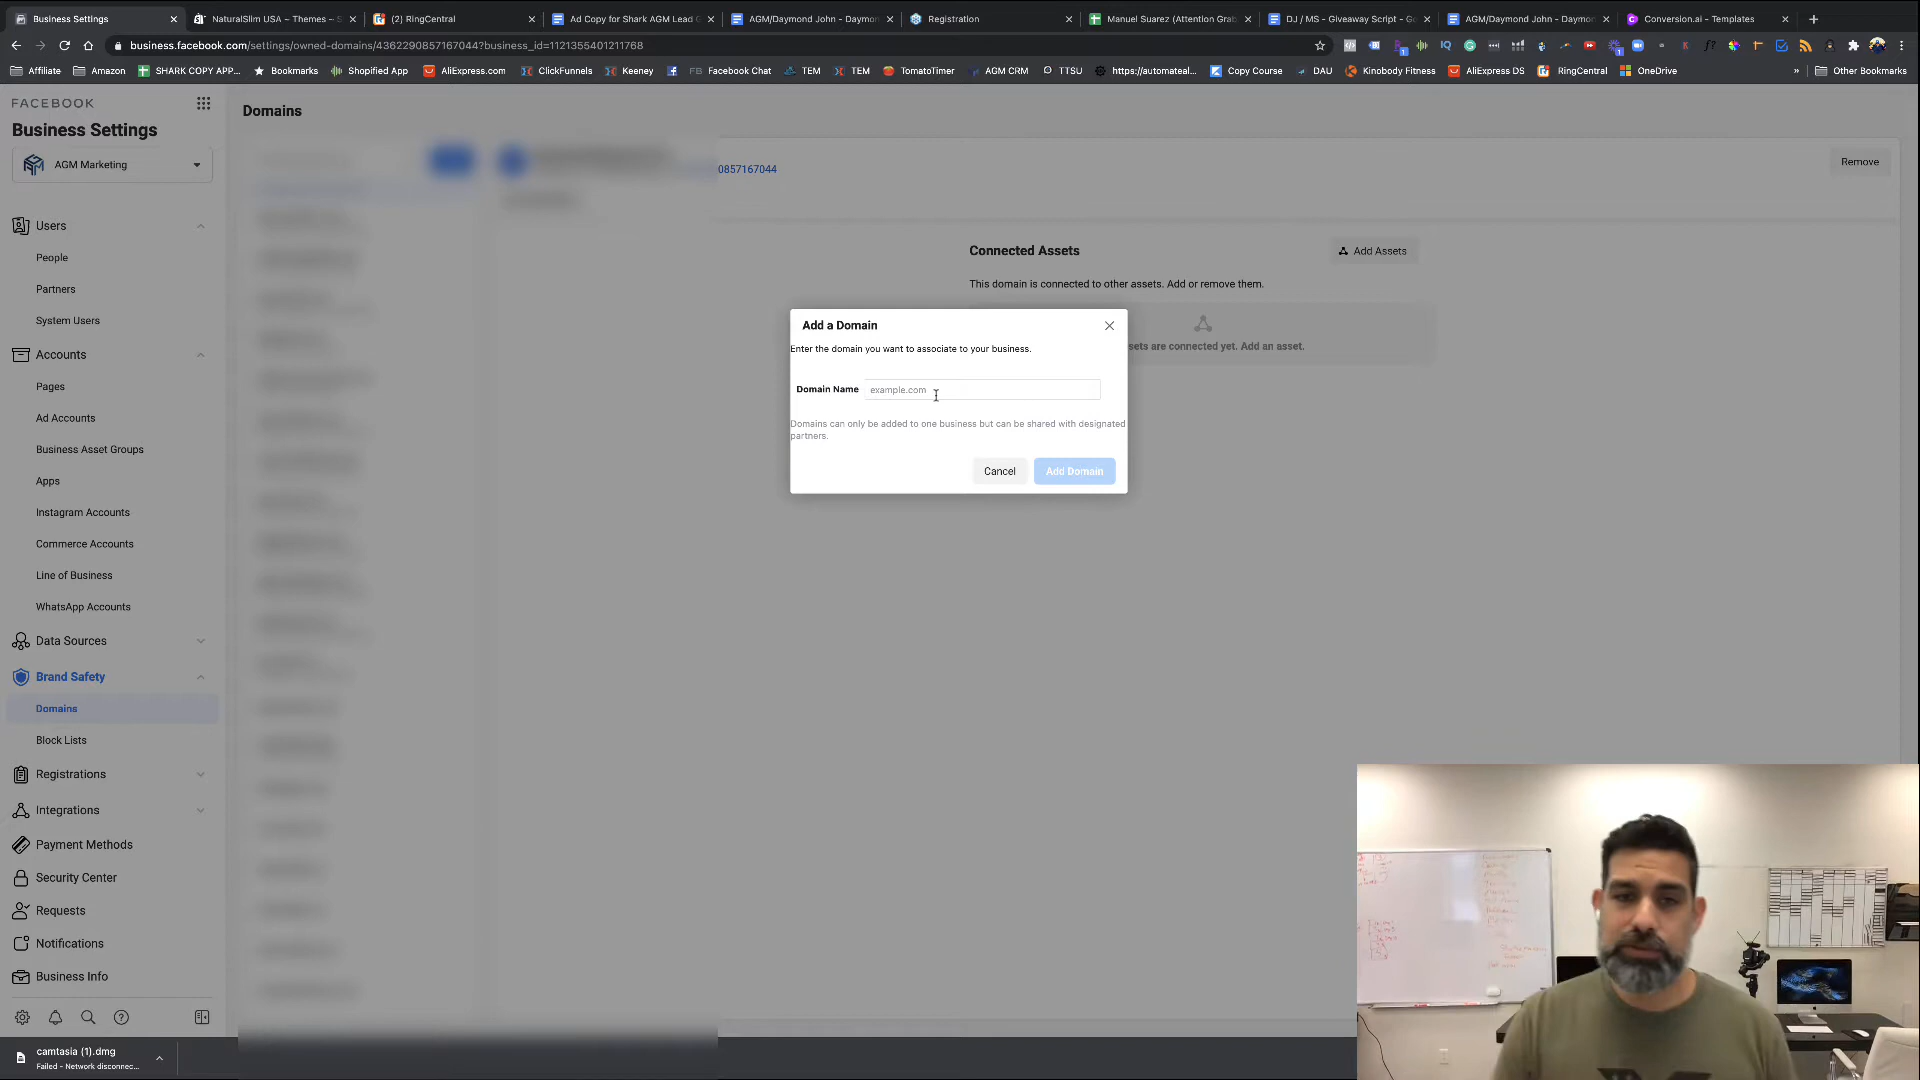 Business Settings
NaturalSlim USA ~ Themes ~ S
(2) RingCentral
Ad Copy for Shark AGM Lead G
AGM/Daymond John - Daymon
Registration
Manuel Suarez (Attention Grab
DJ / MS - Giveaway Script - Go
AGM/Daymond John - Daymon
Conversion.ai - Templates
business.facebook.com/settings/owned-domains/4362290857167044?business_id=1121355401211768
Affiliate
Amazon
SHARK COPY APP...
Bookmarks
Shopified App
AliExpress.com
ClickFunnels
Keeney
Facebook Chat
TEM
TEM
TomatoTimer
AGM CRM
TTSU
https://automateal...
Copy Course
DAU
Kinobody Fitness
AliExpress DS
RingCentral
OneDrive
»
Other Bookmarks
FACEBOOK
Business Settings
AGM Marketing
Users
People
Partners
System Users
Accounts
Pages
Ad Accounts
Business Asset Groups
Apps
Instagram Accounts
Commerce Accounts
Line of Business
WhatsApp Accounts
Data Sources
Brand Safety
Domains
Block Lists
Registrations
Integrations
Payment Methods
Security Center
Requests
Notifications
Business Info
Domains
0857167044
Remove
Connected Assets
Add Assets
This domain is connected to other assets. Add or remove them.
sets are connected yet. Add an asset.
Add a Domain
Enter the domain you want to associate to your business.
Domain Name
example.com
Domains can only be added to one business but can be shared with designated
partners.
Cancel
Add Domain
camtasia (1).dmg
Failed - Network disconnec...